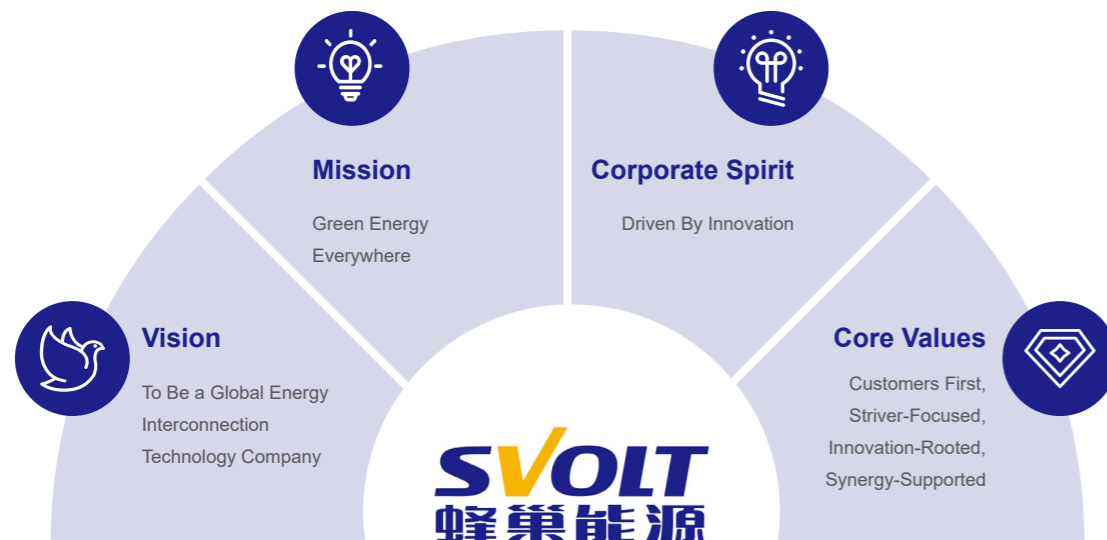 Mission
Green Energy
Everywhere
Corporate Spirit
Driven By Innovation
Vision
To Be a Global Energy
Interconnection
Technology Company
Core Values
Customers First,
Striver-Focused,
Innovation-Rooted,
Synergy-Supported
SVOLT
蜂巢能源